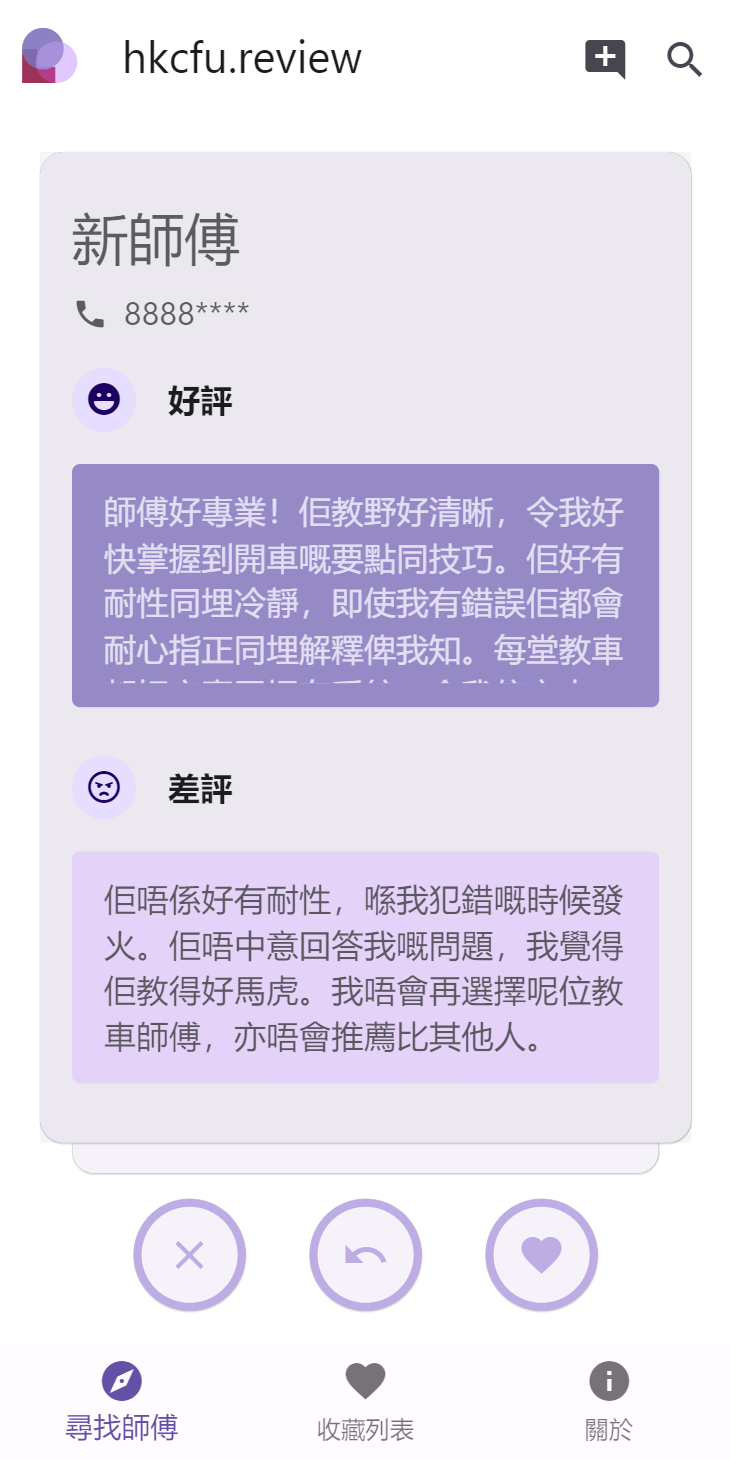 hkcfu.review
新師傅
8888****
好評
師傅好專業！佢教野好清晰，令我好
快掌握到開車嘅要點同技巧。佢好有
耐性同埋冷靜，即使我有錯誤佢都會
耐心指正同埋解釋俾我知。每堂教車
差評
佢唔係好有耐性，喺我犯錯嘅時候發
火。佢唔中意回答我嘅問題，我覺得
佢教得好馬虎。我唔會再選擇呢位教
車師傅，亦唔會推薦比其他人。
尋找師傅
收藏列表
關於